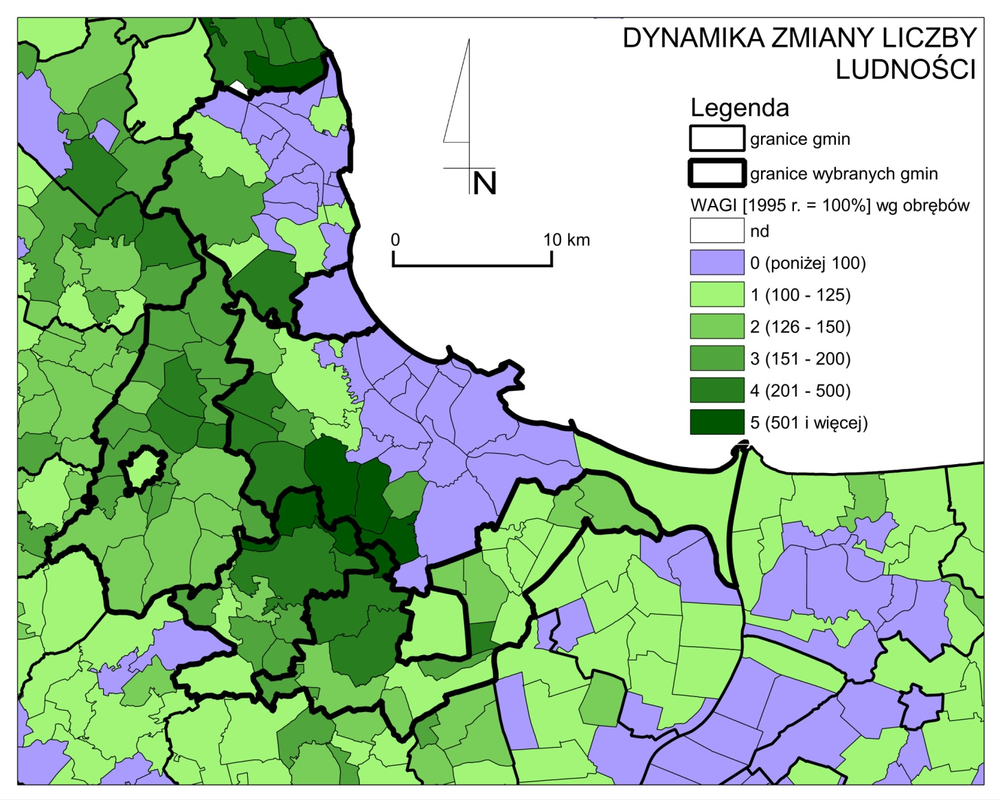 DYNAMIKA ZMIANY LICZBY
LUDNOŚCI
Legenda
granice gmin
granice wybranych gmin
WAGI [1995 r. = 100%] wg obrębów
nd
0 (poniżej 100)
1 (100 - 125)
2 (126 - 150)
3 (151 - 200)
4 (201 - 500)
5 (501 i więcej)
N
0 10 km